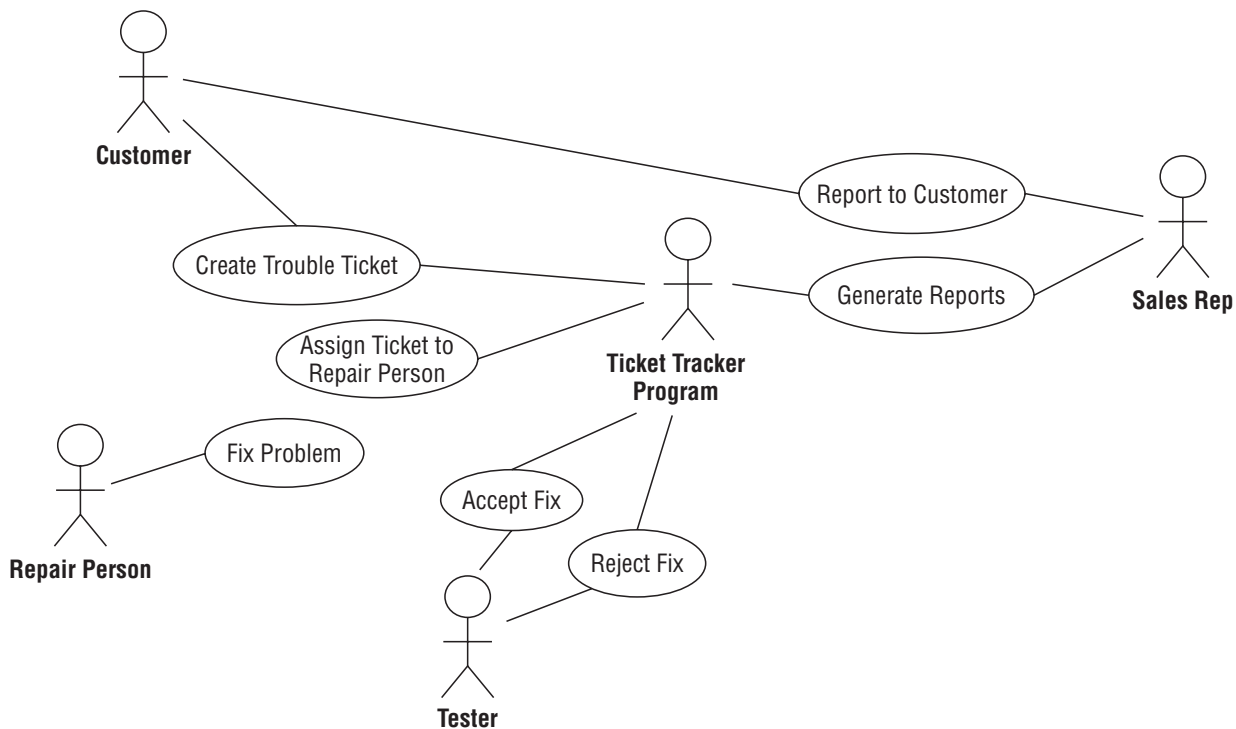 Customer
Report to Customer
Sales Rep
Create Trouble Ticket
Generate Reports
Assign Ticket to
Repair Person
Ticket Tracker
Program
Fix Problem
Repair Person
Accept Fix
Reject Fix
Tester